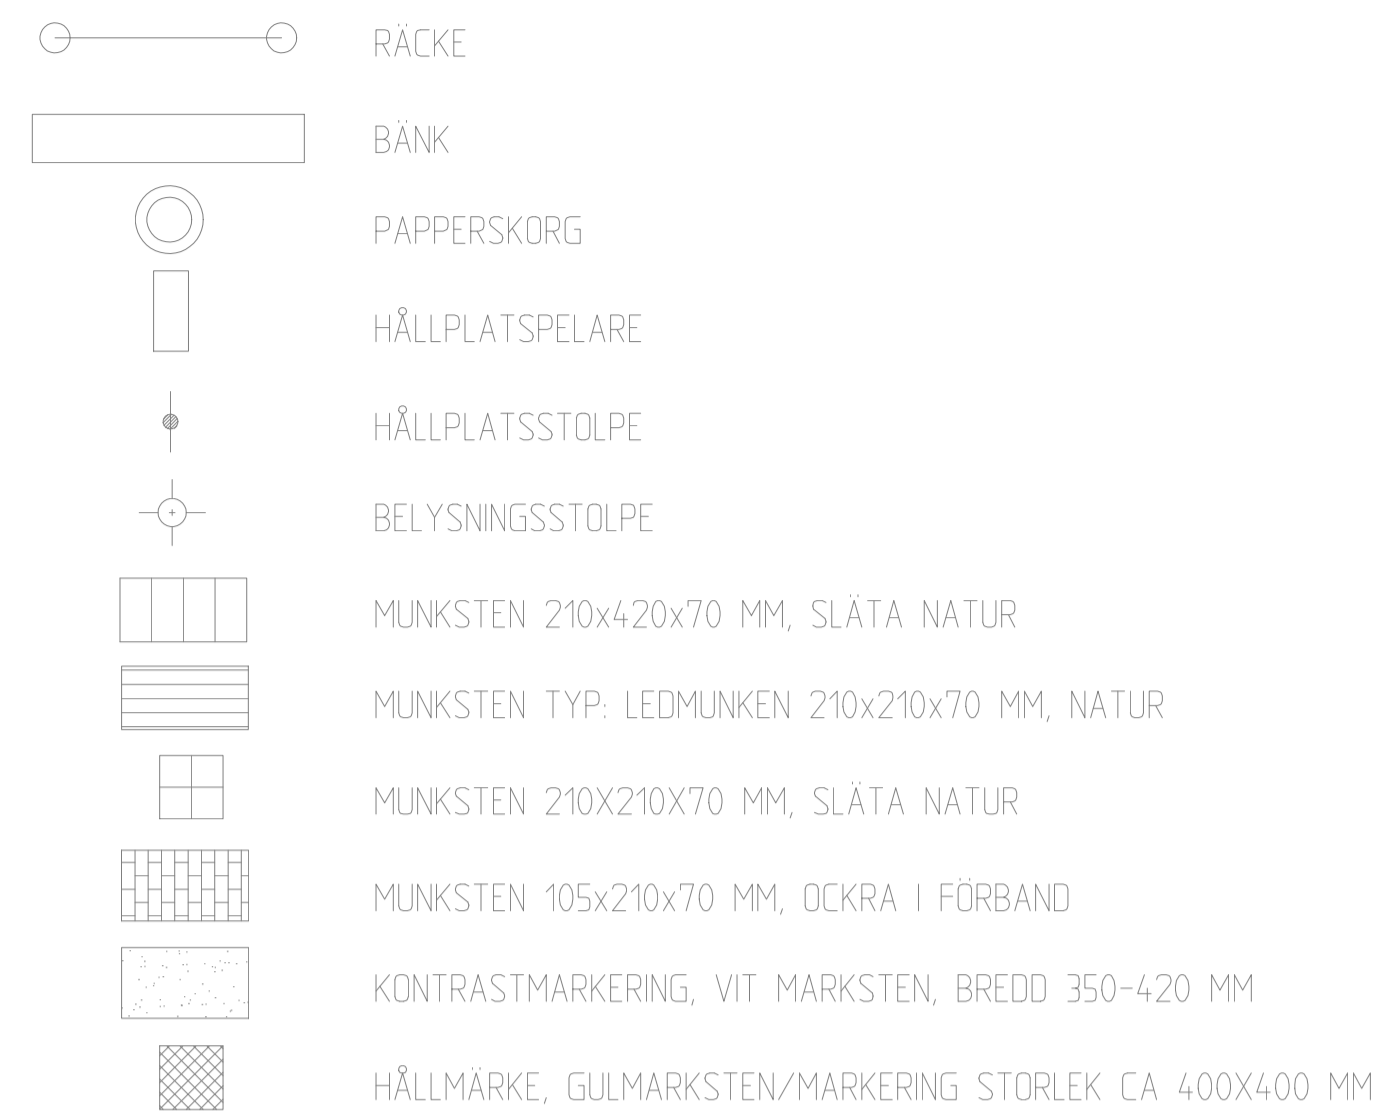 RÄCKE
BÄNK
PAPPERSKORG
HÅLLPLATSPELARE
HÅLLPLATSSTOLPE
BELYSNINGSSTOLPE
MUNKSTEN 210x420x70 MM, SLÄTA NATUR
MUNKSTEN TYP: LEDMUNKEN 210x210x70 MM, NATUR
MUNKSTEN 210X210X70 MM, SLÄTA NATUR
MUNKSTEN 105x210x70 MM, OCKRA I FÖRBAND
KONTRASTMARKERING, VIT MARKSTEN, BREDD 350-420 MM
HÅLLMÄRKE, GULMARKSTEN/MARKERING STORLEK CA 400X400 MM